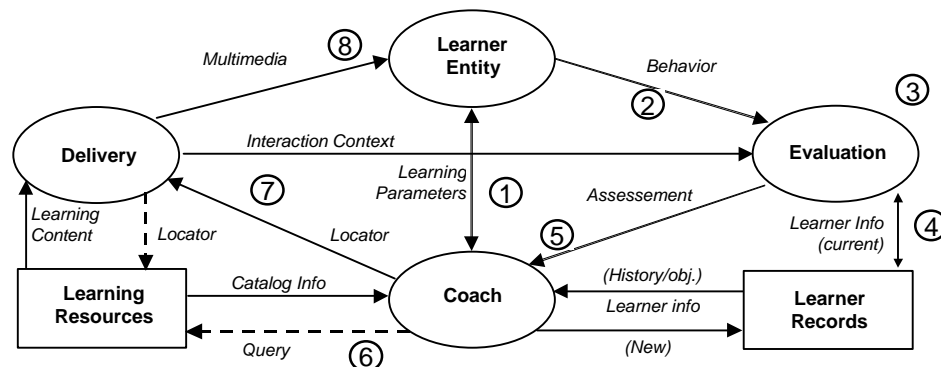 ⑧
Learner
Entity
Multimedia
Behavior
②
③
Delivery
Interaction Context
Evaluation
Learning
Parameters
①
⑦
Assessement
Learning
Content
Locator
Locator
⑤
Learner Info
(current)
④
Learning
Resources
Catalog Info
Coach
(History/obj.)
Learner info
Learner
Records
Query
⑥
(New)